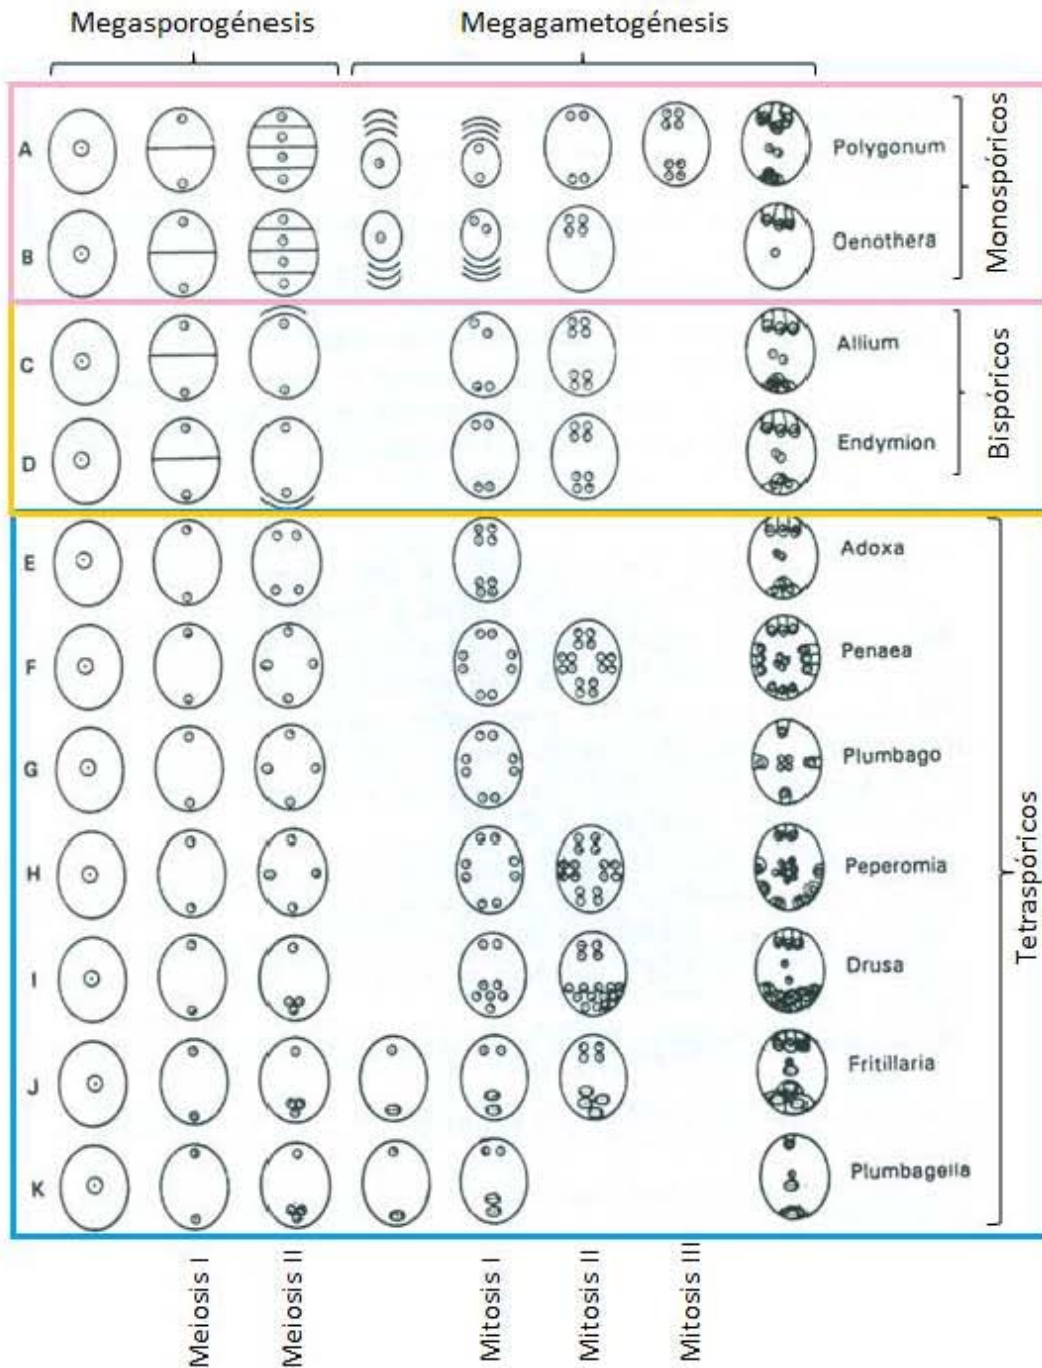 Megasporogénesis Megagametogénesis
A Polygonum
B Oenothera
Monospóricos
C Allium
D Endymion
Bispóricos
E Adoxa
F Penaea
G Plumbago
H Peperomia
I Drusa
J Fritillaria
K Plumbagella
Tetraspóricos
Meiosis I Meiosis II Mitosis I Mitosis II Mitosis III